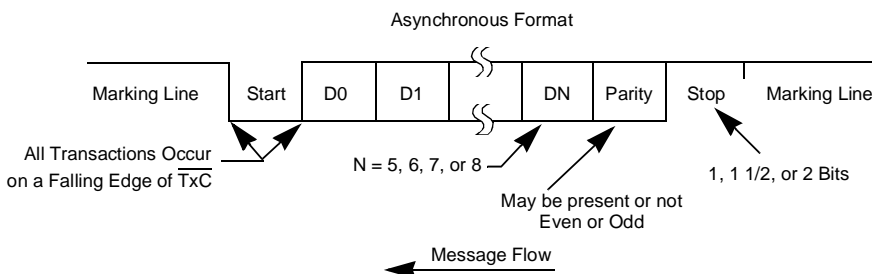 Asynchronous Format
Marking Line Start D0 D1 DN Parity Stop Marking Line
All Transactions Occur
on a Falling Edge of T̅x̅C̅
N = 5, 6, 7, or 8
1, 1 1/2, or 2 Bits
May be present or not
Even or Odd
Message Flow